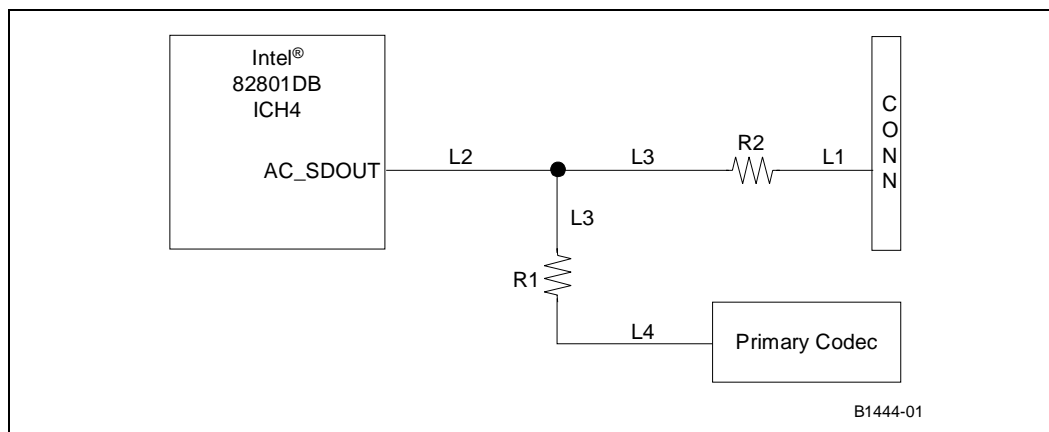 Intel®
82801DB
ICH4
AC_SDOUT
L2
L3
R2
L1
C
O
N
N
L3
R1
L4
Primary Codec
B1444-01